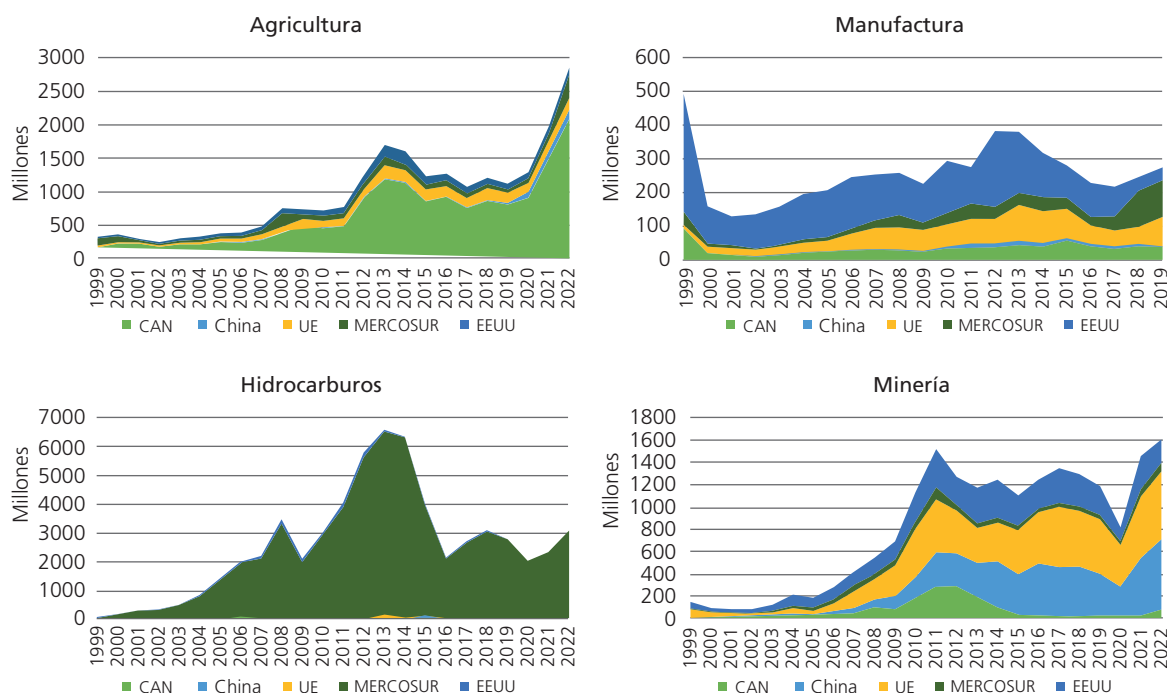 Agricultura
Millones
3000
2500
2000
1500
1000
500
0
1999 2000 2001 2002 2003 2004 2005 2006 2007 2008 2009 2010 2011 2012 2013 2014 2015 2016 2017 2018 2019 2020 2021 2022
CAN China UE MERCOSUR EEUU
Manufactura
Millones
600
500
400
300
200
100
0
1999 2000 2001 2002 2003 2004 2005 2006 2007 2008 2009 2010 2011 2012 2013 2014 2015 2016 2017 2018 2019
CAN China UE MERCOSUR EEUU
Hidrocarburos
Millones
7000
6000
5000
4000
3000
2000
1000
0
1999 2000 2001 2002 2003 2004 2005 2006 2007 2008 2009 2010 2011 2012 2013 2014 2015 2016 2017 2018 2019 2020 2021 2022
CAN China UE MERCOSUR EEUU
Minería
Millones
1800
1600
1400
1200
1000
800
600
400
200
0
1999 2000 2001 2002 2003 2004 2005 2006 2007 2008 2009 2010 2011 2012 2013 2014 2015 2016 2017 2018 2019 2020 2021 2022
CAN China UE MERCOSUR EEUU